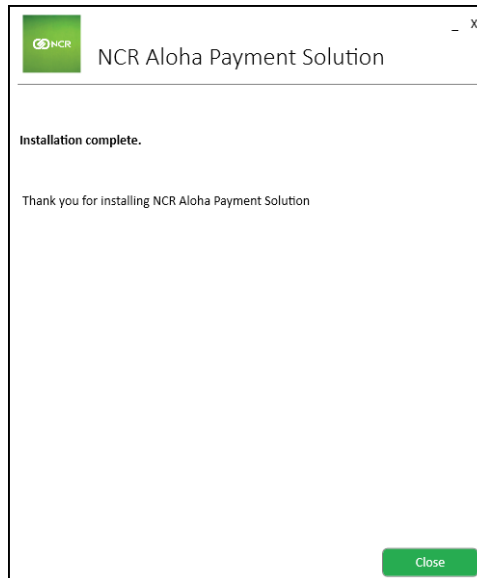 NCR
_ X
NCR Aloha Payment Solution
Installation complete.
Thank you for installing NCR Aloha Payment Solution
Close